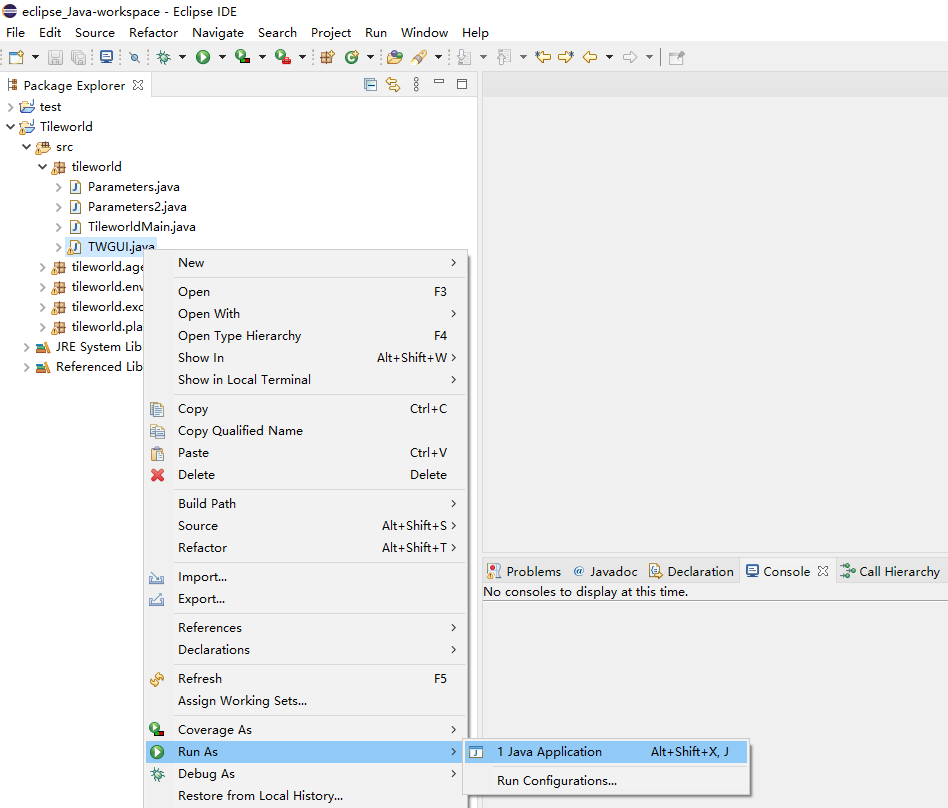 eclipse_Java-workspace - Eclipse IDE
File Edit Source Refactor Navigate Search Project Run Window Help
Package Explorer
test
Tileworld
src
tileworld
Parameters.java
Parameters2.java
TileworldMain.java
TWGUI.java
tileworld.age
tileworld.env
tileworld.exc
tileworld.pla
JRE System Lib
Referenced Lib
New
Open F3
Open With
Open Type Hierarchy F4
Show In Alt+Shift+W
Show in Local Terminal
Copy Ctrl+C
Copy Qualified Name
Paste Ctrl+V
Delete Delete
Build Path
Source Alt+Shift+S
Refactor Alt+Shift+T
Import...
Export...
References
Declarations
Refresh F5
Assign Working Sets...
Coverage As
Run As
Debug As
Restore from Local History...
1 Java Application Alt+Shift+X, J
Run Configurations...
Problems @ Javadoc Declaration Console Call Hierarchy
No consoles to display at this time.